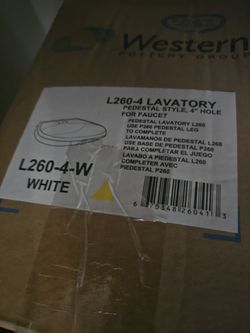 Western
POTTERY GROUP
L260-4 LAVATORY
PEDESTAL STYLE, 4" HOLE
FOR FAUCET
PEDESTAL LAVATORY L260
USE P260 PEDESTAL LEG
TO COMPLETE
LAVAMANOS DE PEDESTAL L260
USE BASE DE PEDESTAL P260
PARA COMPLETAR EL JUEGO
LAVABO A PIEDESTAL L260
COMPLETER AVEC
PIEDESTAL P260
L260-4-W
WHITE